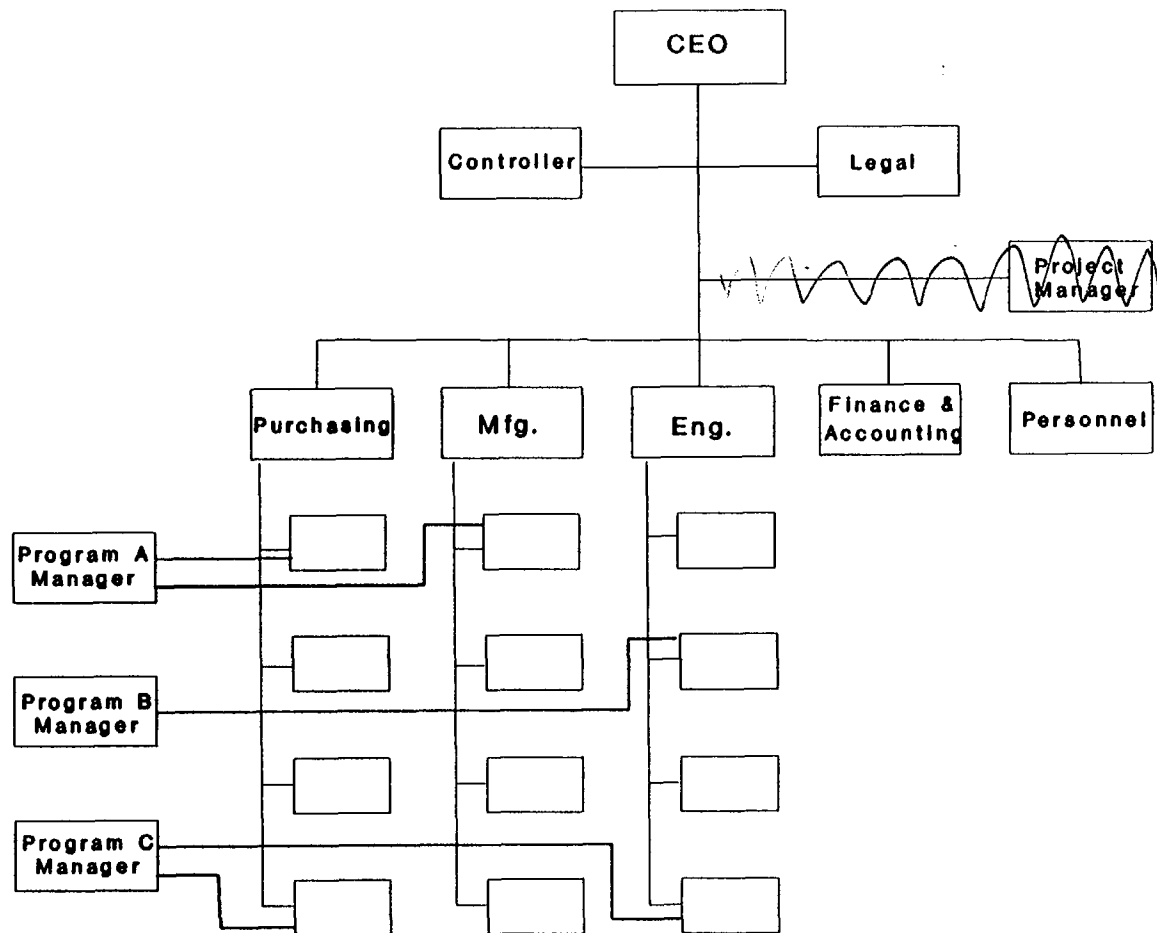 CEO
Controller
Legal
Project
Manager
Purchasing
Mfg.
Eng.
Finance &
Accounting
Personnel
Program A
Manager
Program B
Manager
Program C
Manager